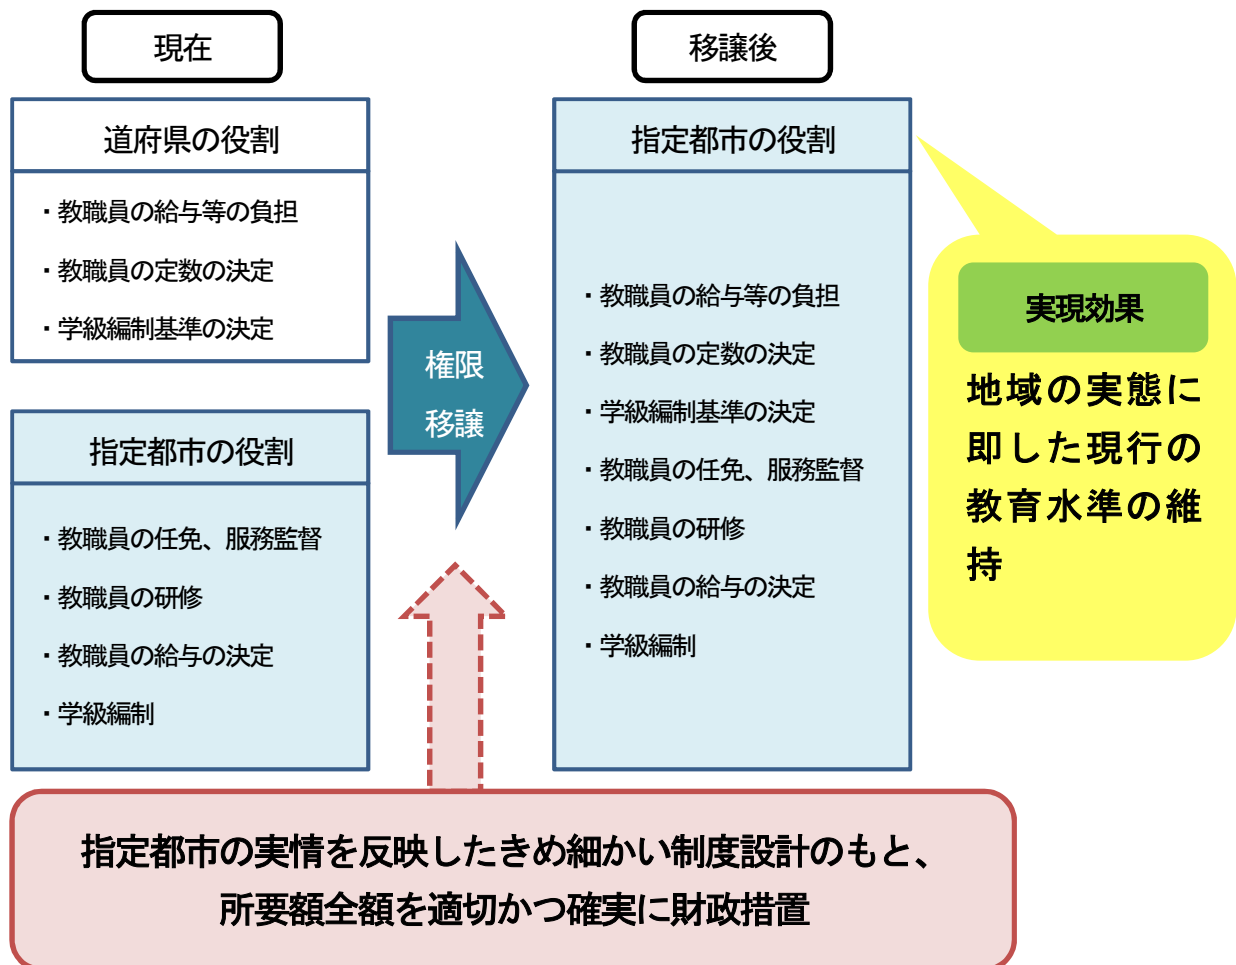 現在
移譲後
道府県の役割
・教職員の給与等の負担
・教職員の定数の決定
・学級編制基準の決定
指定都市の役割
・教職員の任免、服務監督
・教職員の研修
・教職員の給与の決定
・学級編制
権限
移譲
指定都市の役割
・教職員の給与等の負担
・教職員の定数の決定
・学級編制基準の決定
・教職員の任免、服務監督
・教職員の研修
・教職員の給与の決定
・学級編制
実現効果
地域の実態に
即した現行の
教育水準の維
持
指定都市の実情を反映したきめ細かい制度設計のもと、
所要額全額を適切かつ確実に財政措置